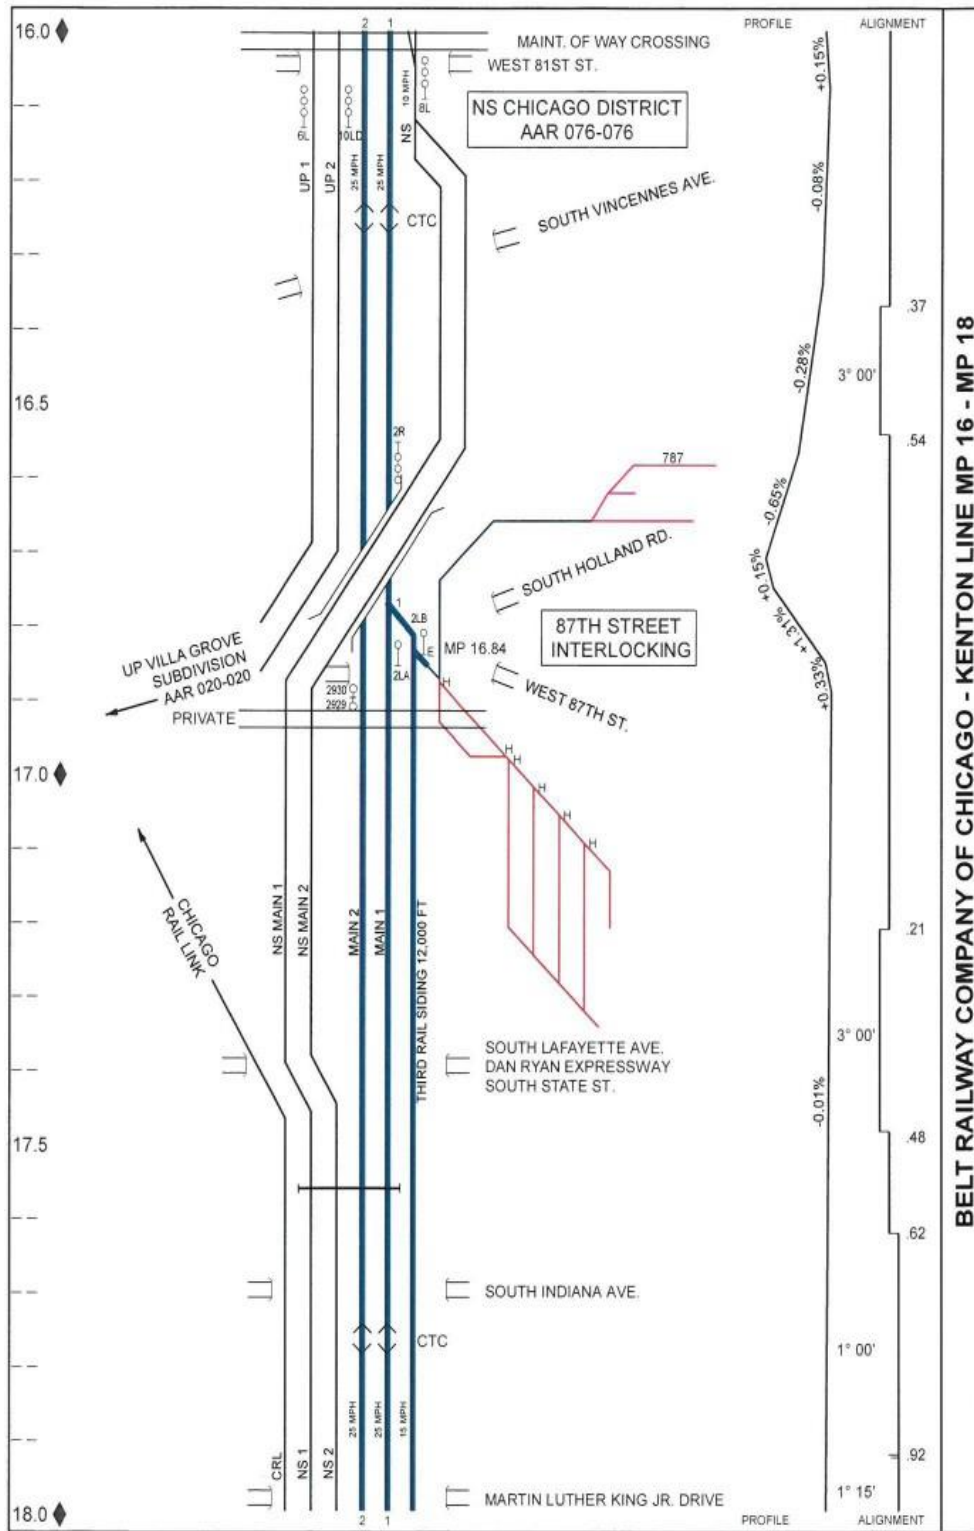 PROFILE
ALIGNMENT
16.0
2
1
MAINT. OF WAY CROSSING
WEST 81ST ST.
+0.15%
10 MPH
8L
NS CHICAGO DISTRICT
AAR 076-076
6L
10LD
NS
UP 1
UP 2
25 MPH
25 MPH
-0.08%
SOUTH VINCENNES AVE.
CTC
.37
-0.28%
3° 00'
16.5
2R
.54
787
-0.65%
SOUTH HOLLAND RD.
+0.15%
1
2LB
87TH STREET
INTERLOCKING
+1.31%
E
MP 16.84
UP VILLA GROVE
SUBDIVISION
AAR 020-020
2LA
+0.33%
2930
2929
H
WEST 87TH ST.
PRIVATE
H
H
17.0
H
H
H
CHICAGO
RAIL LINK
NS MAIN 1
NS MAIN 2
MAIN 2
MAIN 1
THIRD RAIL SIDING 12,000 FT
.21
3° 00'
SOUTH LAFAYETTE AVE.
DAN RYAN EXPRESSWAY
SOUTH STATE ST.
-0.01%
17.5
.48
.62
SOUTH INDIANA AVE.
CTC
1° 00'
25 MPH
25 MPH
15 MPH
.92
CRL
NS 1
NS 2
MARTIN LUTHER KING JR. DRIVE
1° 15'
18.0
2
1
PROFILE
ALIGNMENT
BELT RAILWAY COMPANY OF CHICAGO - KENTON LINE MP 16 - MP 18